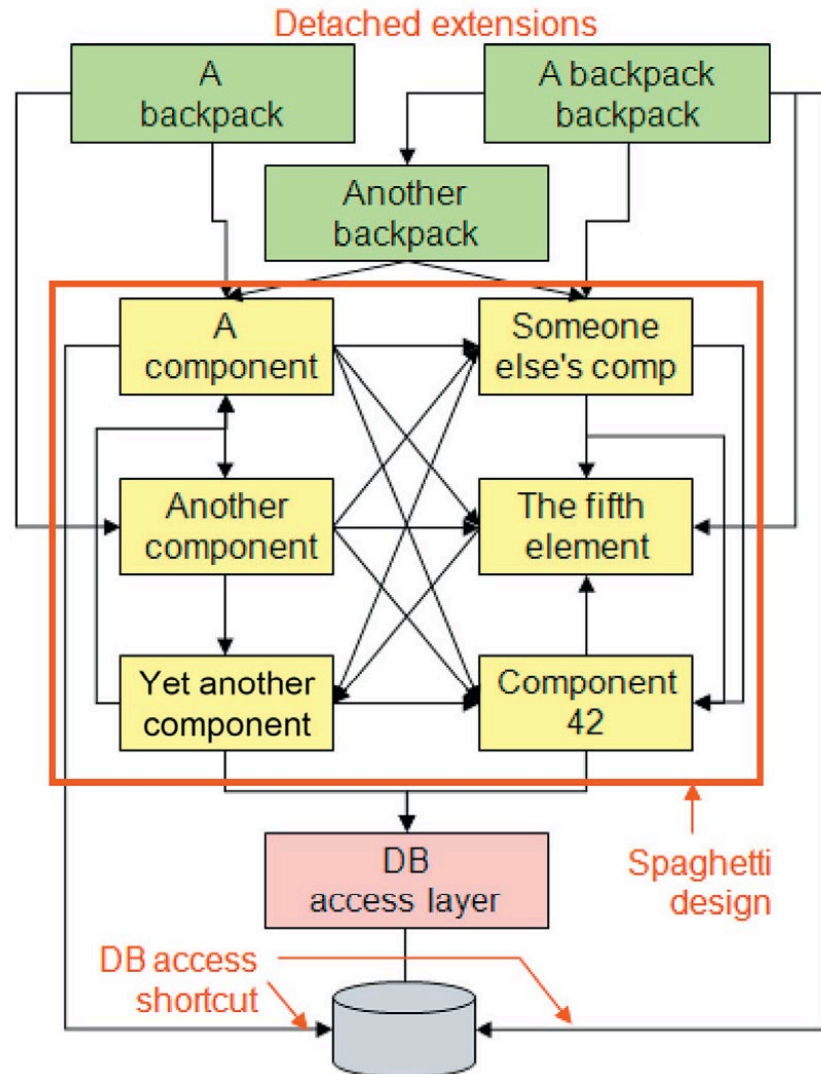 Detached extensions
A
backpack
A backpack
backpack
Another
backpack
A
component
Someone
else's comp
Another
component
The fifth
element
Yet another
component
Component
42
DB
access layer
Spaghetti
design
DB access
shortcut